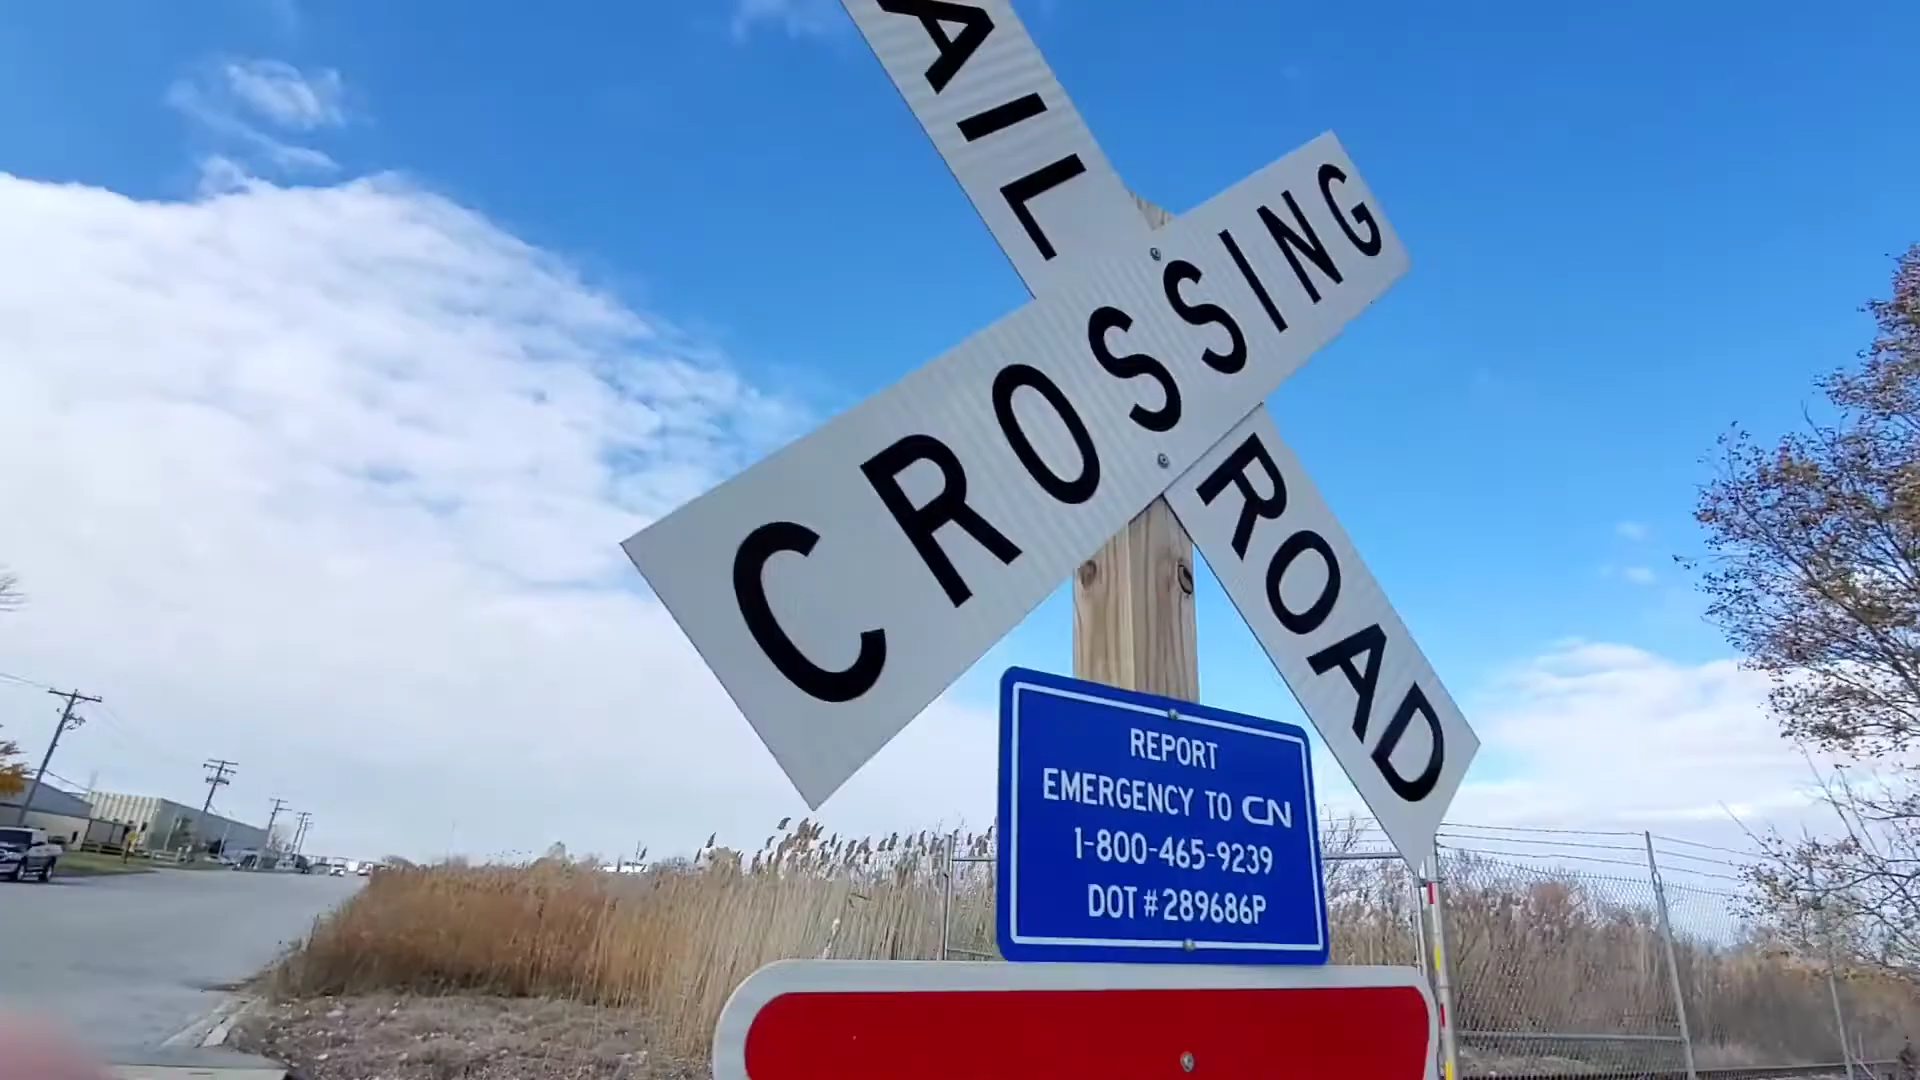 AIL
CROSSING
ROAD
REPORT
EMERGENCY TO CN
1-800-465-9239
DOT #289686P